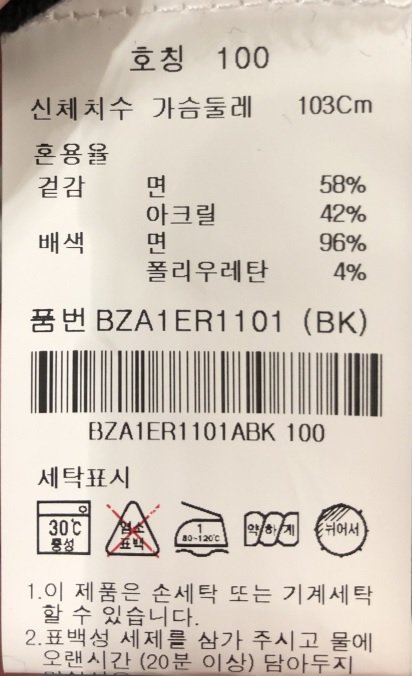 호칭 100
신체치수 가슴둘레 103Cm
혼용율
겉감 면 58%
아크릴 42%
배색 면 96%
폴리우레탄 4%
품번 BZA1ER1101 (BK)
BZA1ER1101ABK 100
세탁표시
30℃ 중성
염소 표백
1 80~120℃
약하게
뉘어서
1.이 제품은 손세탁 또는 기계세탁
할 수 있습니다.
2.표백성 세제를 삼가 주시고 물에
오랜시간 (20분 이상) 담아두지